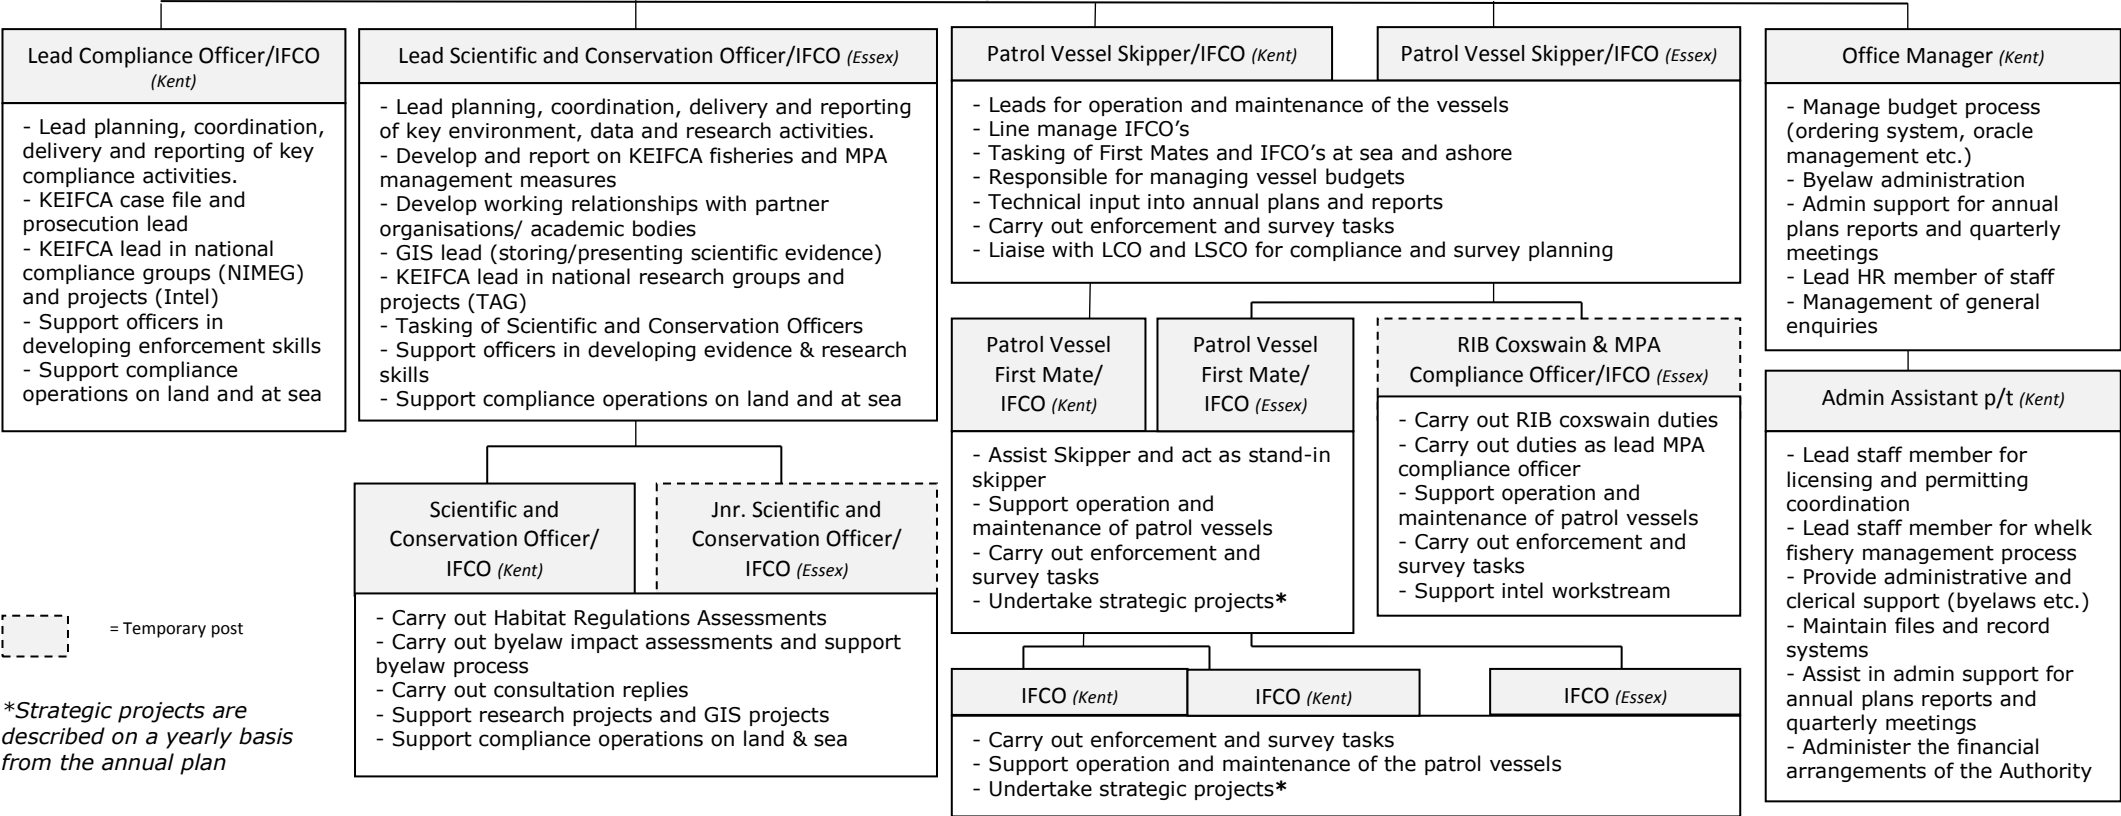 Lead Compliance Officer/IFCO
(Kent)
- Lead planning, coordination,
delivery and reporting of key
compliance activities.
- KEIFCA case file and
prosecution lead
- KEIFCA lead in national
compliance groups (NIMEG)
and projects (Intel)
- Support officers in
developing enforcement skills
- Support compliance
operations on land and at sea
Lead Scientific and Conservation Officer/IFCO (Essex)
- Lead planning, coordination, delivery and reporting
of key environment, data and research activities.
- Develop and report on KEIFCA fisheries and MPA
management measures
- Develop working relationships with partner
organisations/ academic bodies
- GIS lead (storing/presenting scientific evidence)
- KEIFCA lead in national research groups and
projects (TAG)
- Tasking of Scientific and Conservation Officers
- Support officers in developing evidence & research
skills
- Support compliance operations on land and at sea
Patrol Vessel Skipper/IFCO (Kent)
Patrol Vessel Skipper/IFCO (Essex)
- Leads for operation and maintenance of the vessels
- Line manage IFCO’s
- Tasking of First Mates and IFCO’s at sea and ashore
- Responsible for managing vessel budgets
- Technical input into annual plans and reports
- Carry out enforcement and survey tasks
- Liaise with LCO and LSCO for compliance and survey planning
Office Manager (Kent)
- Manage budget process
(ordering system, oracle
management etc.)
- Byelaw administration
- Admin support for annual
plans reports and quarterly
meetings
- Lead HR member of staff
- Management of general
enquiries
Scientific and
Conservation Officer/
IFCO (Kent)
Jnr. Scientific and
Conservation Officer/
IFCO (Essex)
- Carry out Habitat Regulations Assessments
- Carry out byelaw impact assessments and support
byelaw process
- Carry out consultation replies
- Support research projects and GIS projects
- Support compliance operations on land & sea
Patrol Vessel
First Mate/
IFCO (Kent)
Patrol Vessel
First Mate/
IFCO (Essex)
- Assist Skipper and act as stand-in
skipper
- Support operation and
maintenance of patrol vessels
- Carry out enforcement and
survey tasks
- Undertake strategic projects*
RIB Coxswain & MPA
Compliance Officer/IFCO (Essex)
- Carry out RIB coxswain duties
- Carry out duties as lead MPA
compliance officer
- Support operation and
maintenance of patrol vessels
- Carry out enforcement and
survey tasks
- Support intel workstream
Admin Assistant p/t (Kent)
- Lead staff member for
licensing and permitting
coordination
- Lead staff member for whelk
fishery management process
- Provide administrative and
clerical support (byelaws etc.)
- Maintain files and record
systems
- Assist in admin support for
annual plans reports and
quarterly meetings
- Administer the financial
arrangements of the Authority
IFCO (Kent)
IFCO (Kent)
IFCO (Essex)
- Carry out enforcement and survey tasks
- Support operation and maintenance of the patrol vessels
- Undertake strategic projects*
= Temporary post
*Strategic projects are
described on a yearly basis
from the annual plan